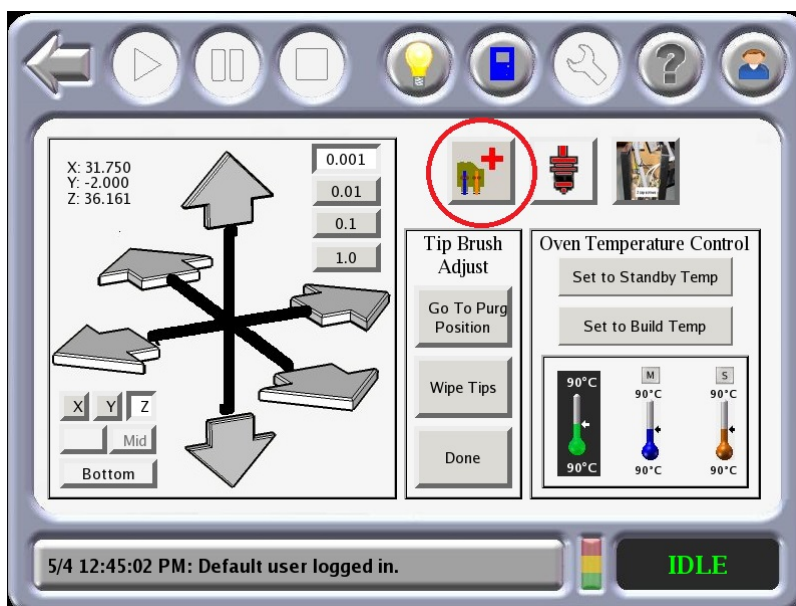 X: 31.750
Y: -2.000
Z: 36.161
0.001
0.01
0.1
1.0
X Y Z
Mid
Bottom
Tip Brush
Adjust
Go To Purg
Position
Wipe Tips
Done
Oven Temperature Control
Set to Standby Temp
Set to Build Temp
90°C
90°C
M
90°C
90°C
S
90°C
90°C
5/4 12:45:02 PM: Default user logged in.
IDLE